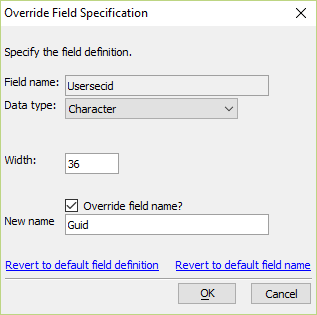 Override Field Specification
Specify the field definition.
Field name: Usersecid
Data type: Character
Width: 36
Override field name?
New name Guid
Revert to default field definition Revert to default field name
OK Cancel